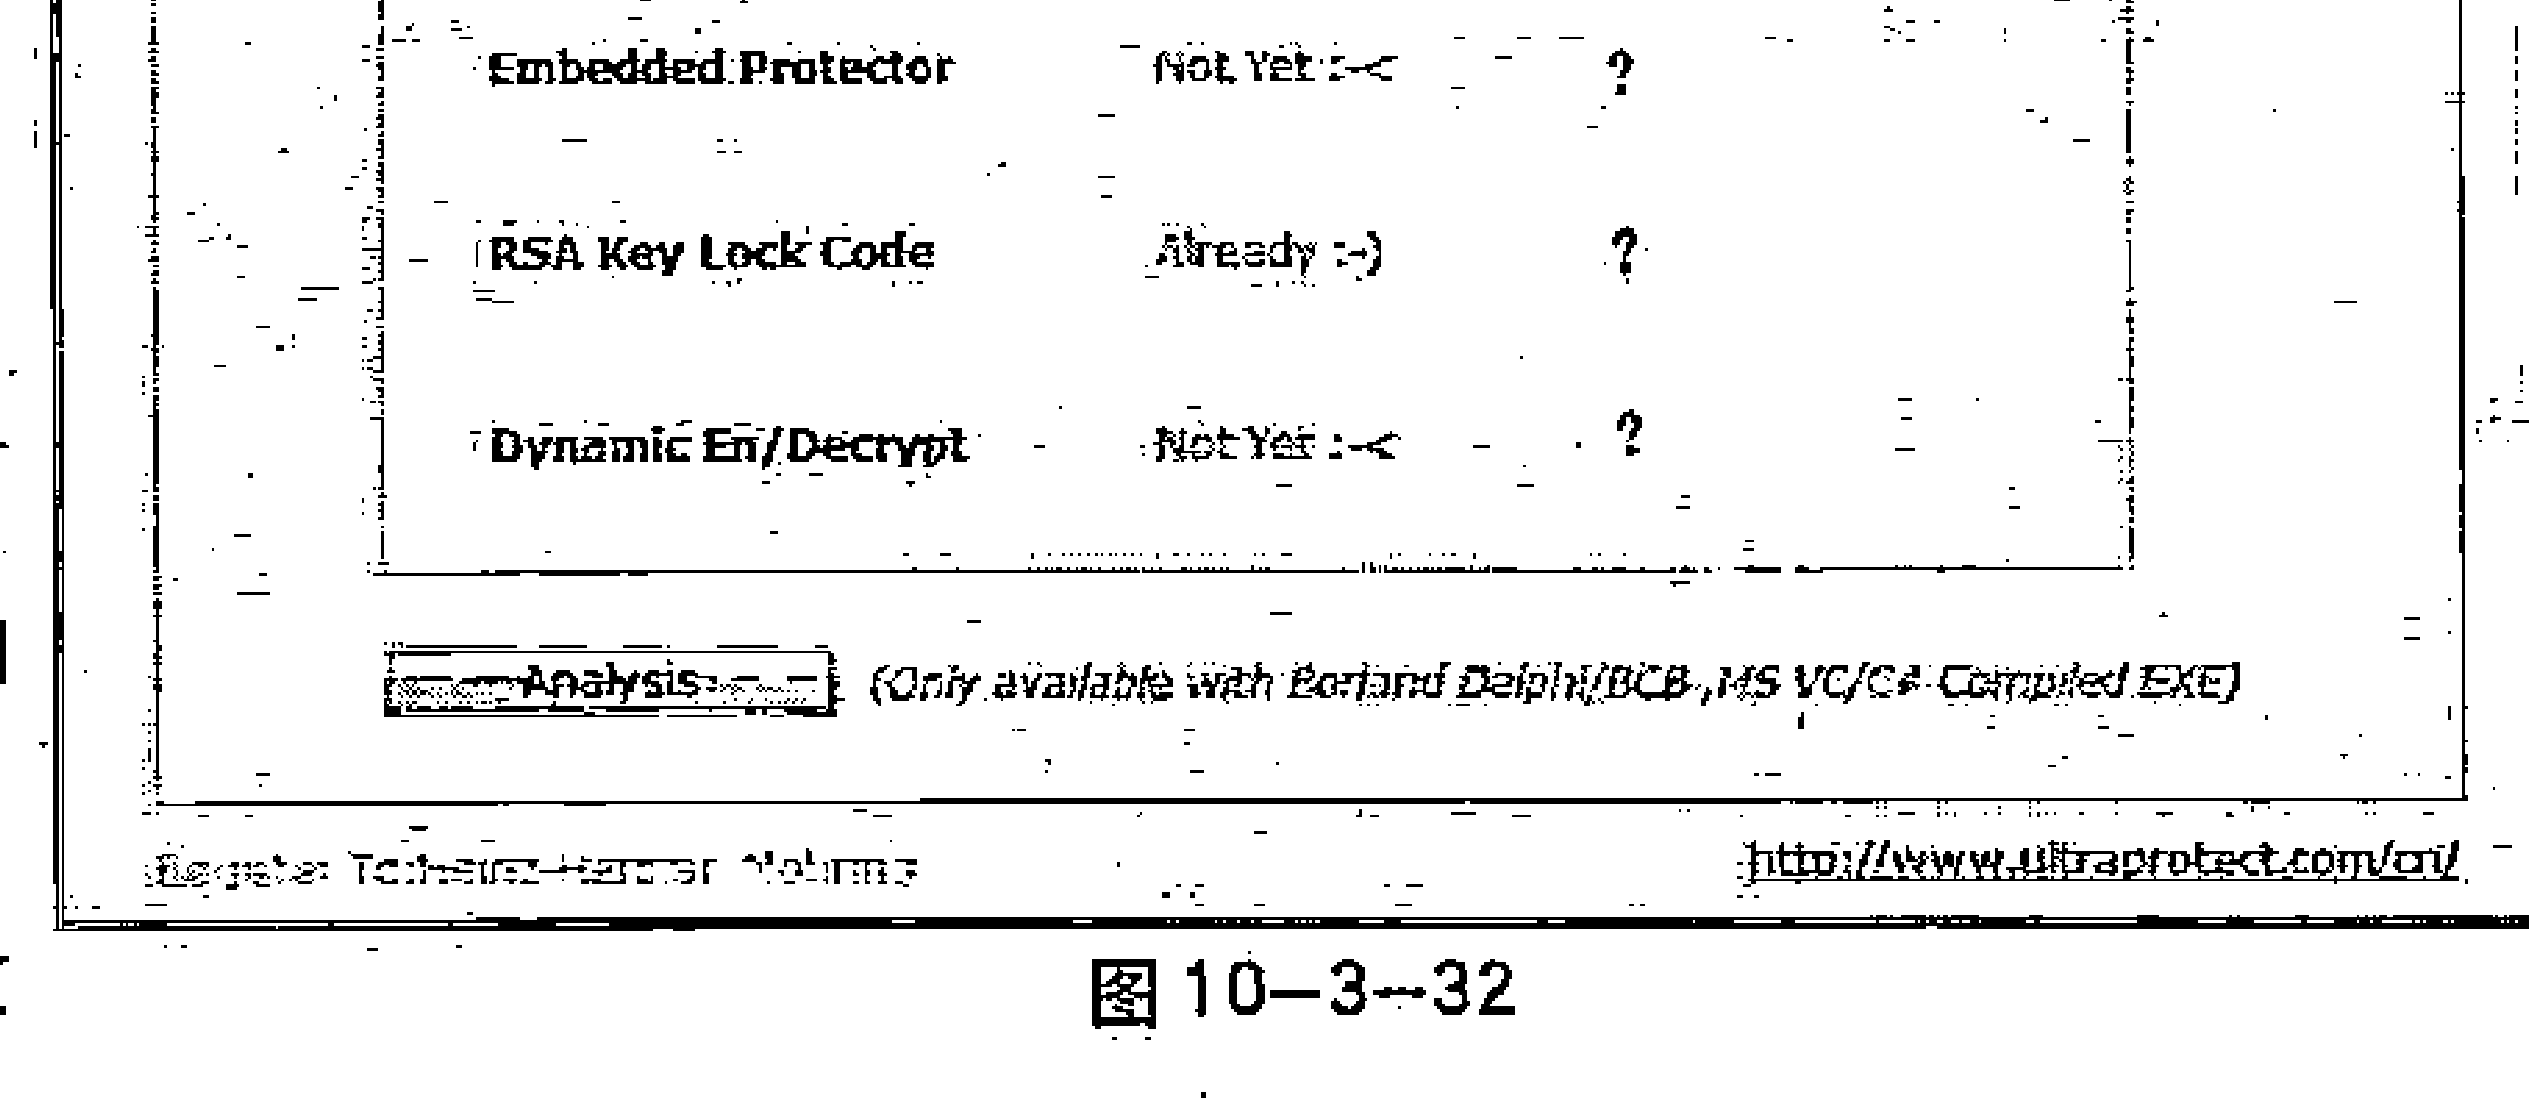 Embedded Protector Not Yet :-< ?
RSA Key Lock Code Already :-) ?
Dynamic En/Decrypt Not Yet :-< ?
Analysis (Only available with Borland Delphi/BCB,MS VC/C# Compiled EXE)
http://www.ultraprotect.com/cn/
图 10-3-32